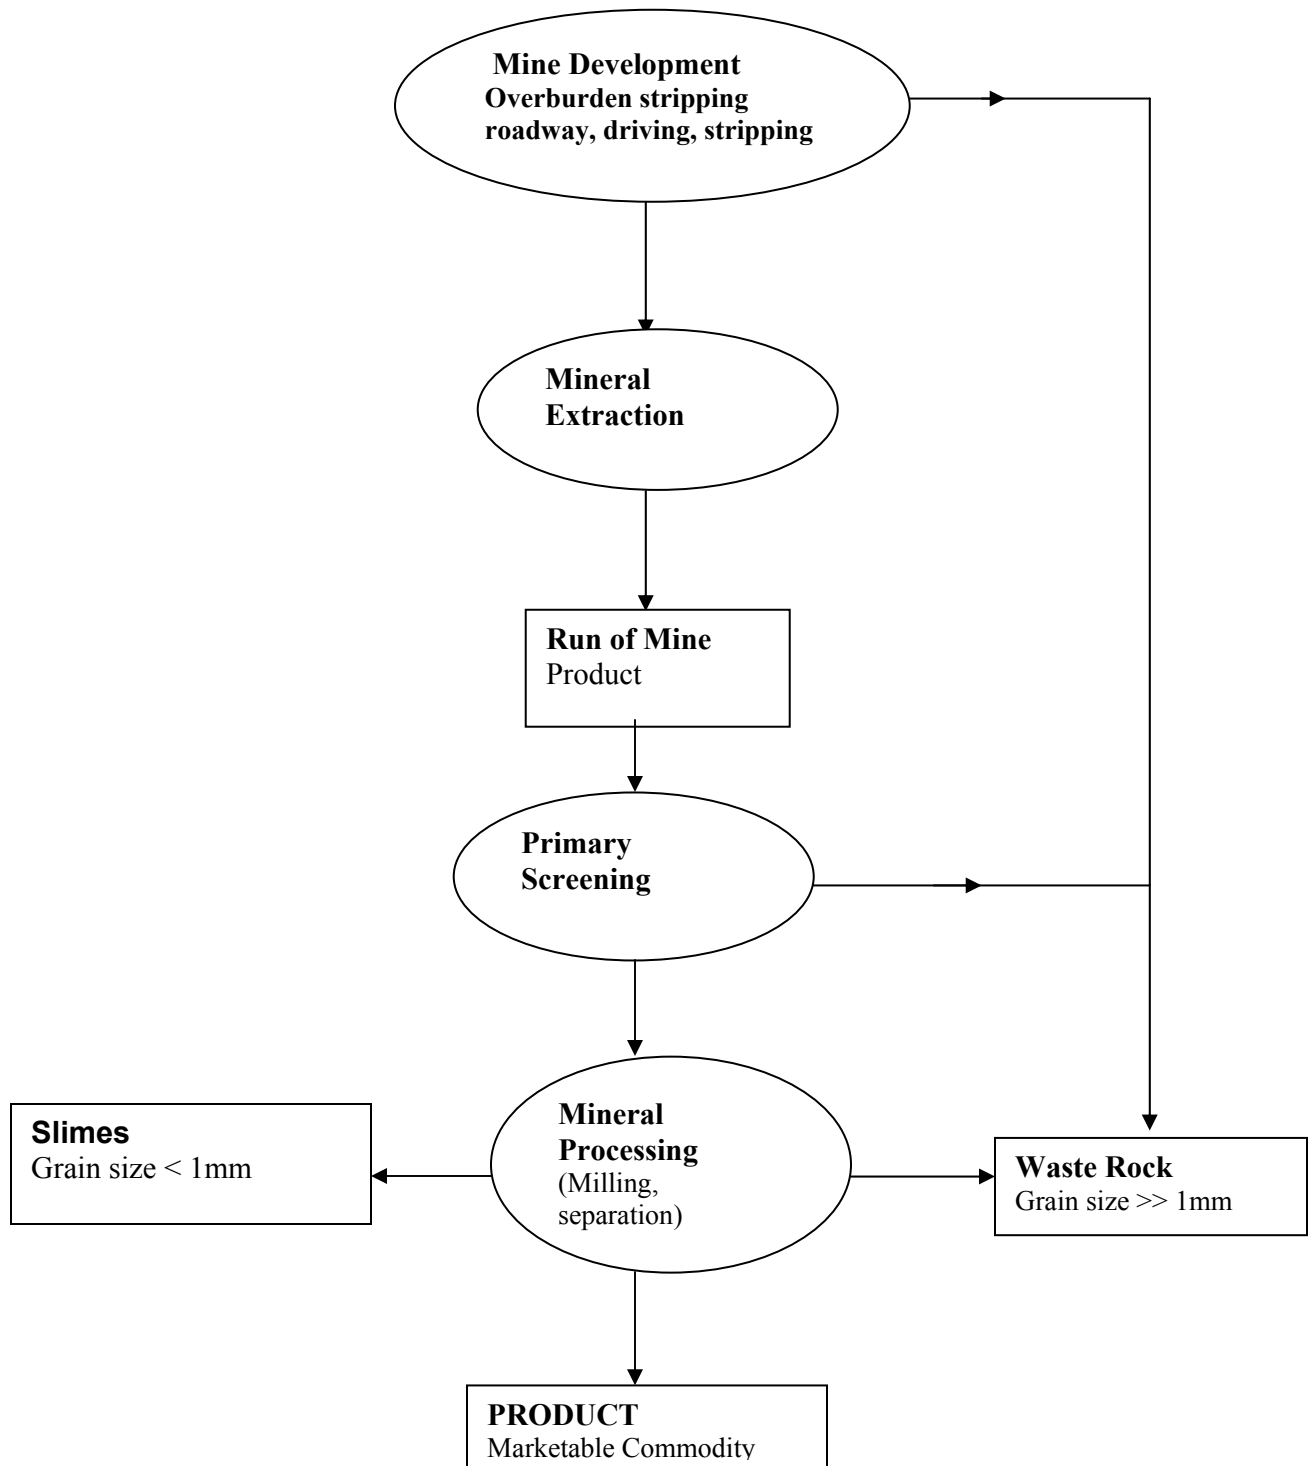 Mine Development
Overburden stripping
roadway, driving, stripping
Mineral
Extraction
Run of Mine
Product
Primary
Screening
Mineral
Processing
(Milling,
separation)
Slimes
Grain size < 1mm
Waste Rock
Grain size >> 1mm
PRODUCT
Marketable Commodity